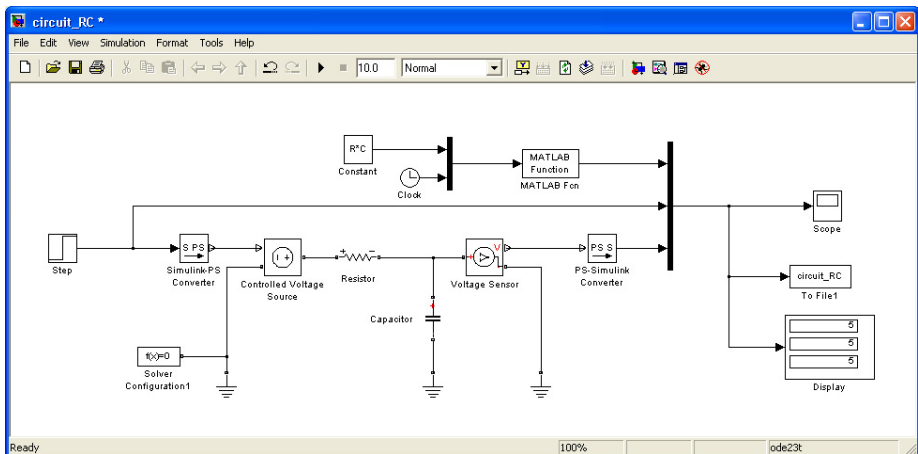 circuit_RC *
File Edit View Simulation Format Tools Help
10.0 Normal
R*C
Constant
Clock
MATLAB
Function
MATLAB Fcn
Step
S PS
Simulink-PS
Converter
Controlled Voltage
Source
+ −
Resistor
V
Voltage Sensor
PS S
PS-Simulink
Converter
Scope
circuit_RC
To File1
Capacitor
f(x)=0
Solver
Configuration1
5
5
5
Display
Ready 100% ode23t